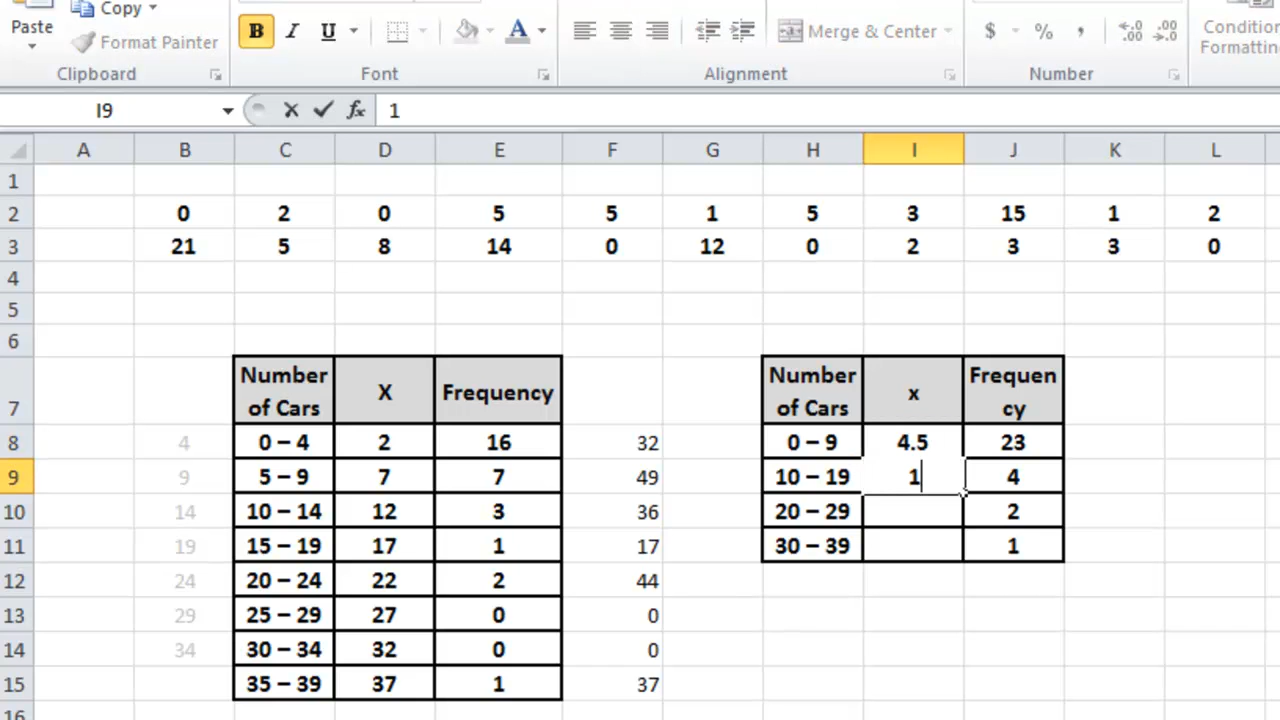 Copy
Paste
Format Painter
B I U A
Merge & Center
$ % ,
Condition
Formatting
Clipboard Font Alignment Number
I9 fx 1
A B C D E F G H I J K L
1
2 0 2 0 5 5 1 5 3 15 1 2
3 21 5 8 14 0 12 0 2 3 3 0
4
5
6
7 Number of Cars X Frequency Number of Cars x Frequen cy
8 4 0 – 4 2 16 32 0 – 9 4.5 23
9 9 5 – 9 7 7 49 10 – 19 1 4
10 14 10 – 14 12 3 36 20 – 29 2
11 19 15 – 19 17 1 17 30 – 39 1
12 24 20 – 24 22 2 44
13 29 25 – 29 27 0 0
14 34 30 – 34 32 0 0
15 35 – 39 37 1 37
16